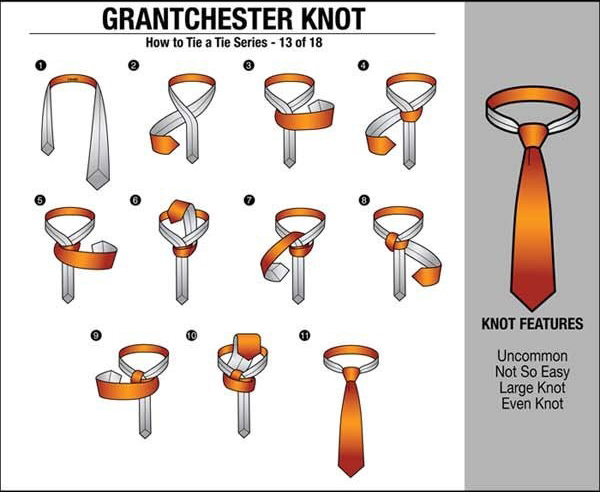 GRANTCHESTER KNOT
How to Tie a Tie Series - 13 of 18
1
2
3
4
5
6
7
8
9
10
11
KNOT FEATURES
Uncommon
Not So Easy
Large Knot
Even Knot